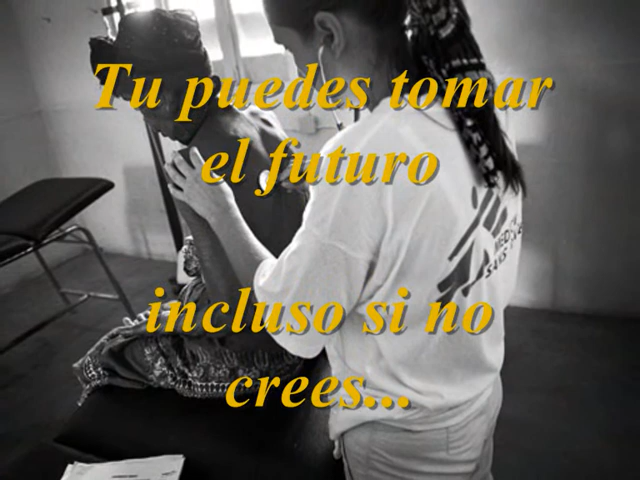 Tu puedes tomar
el futuro
incluso si no
crees...